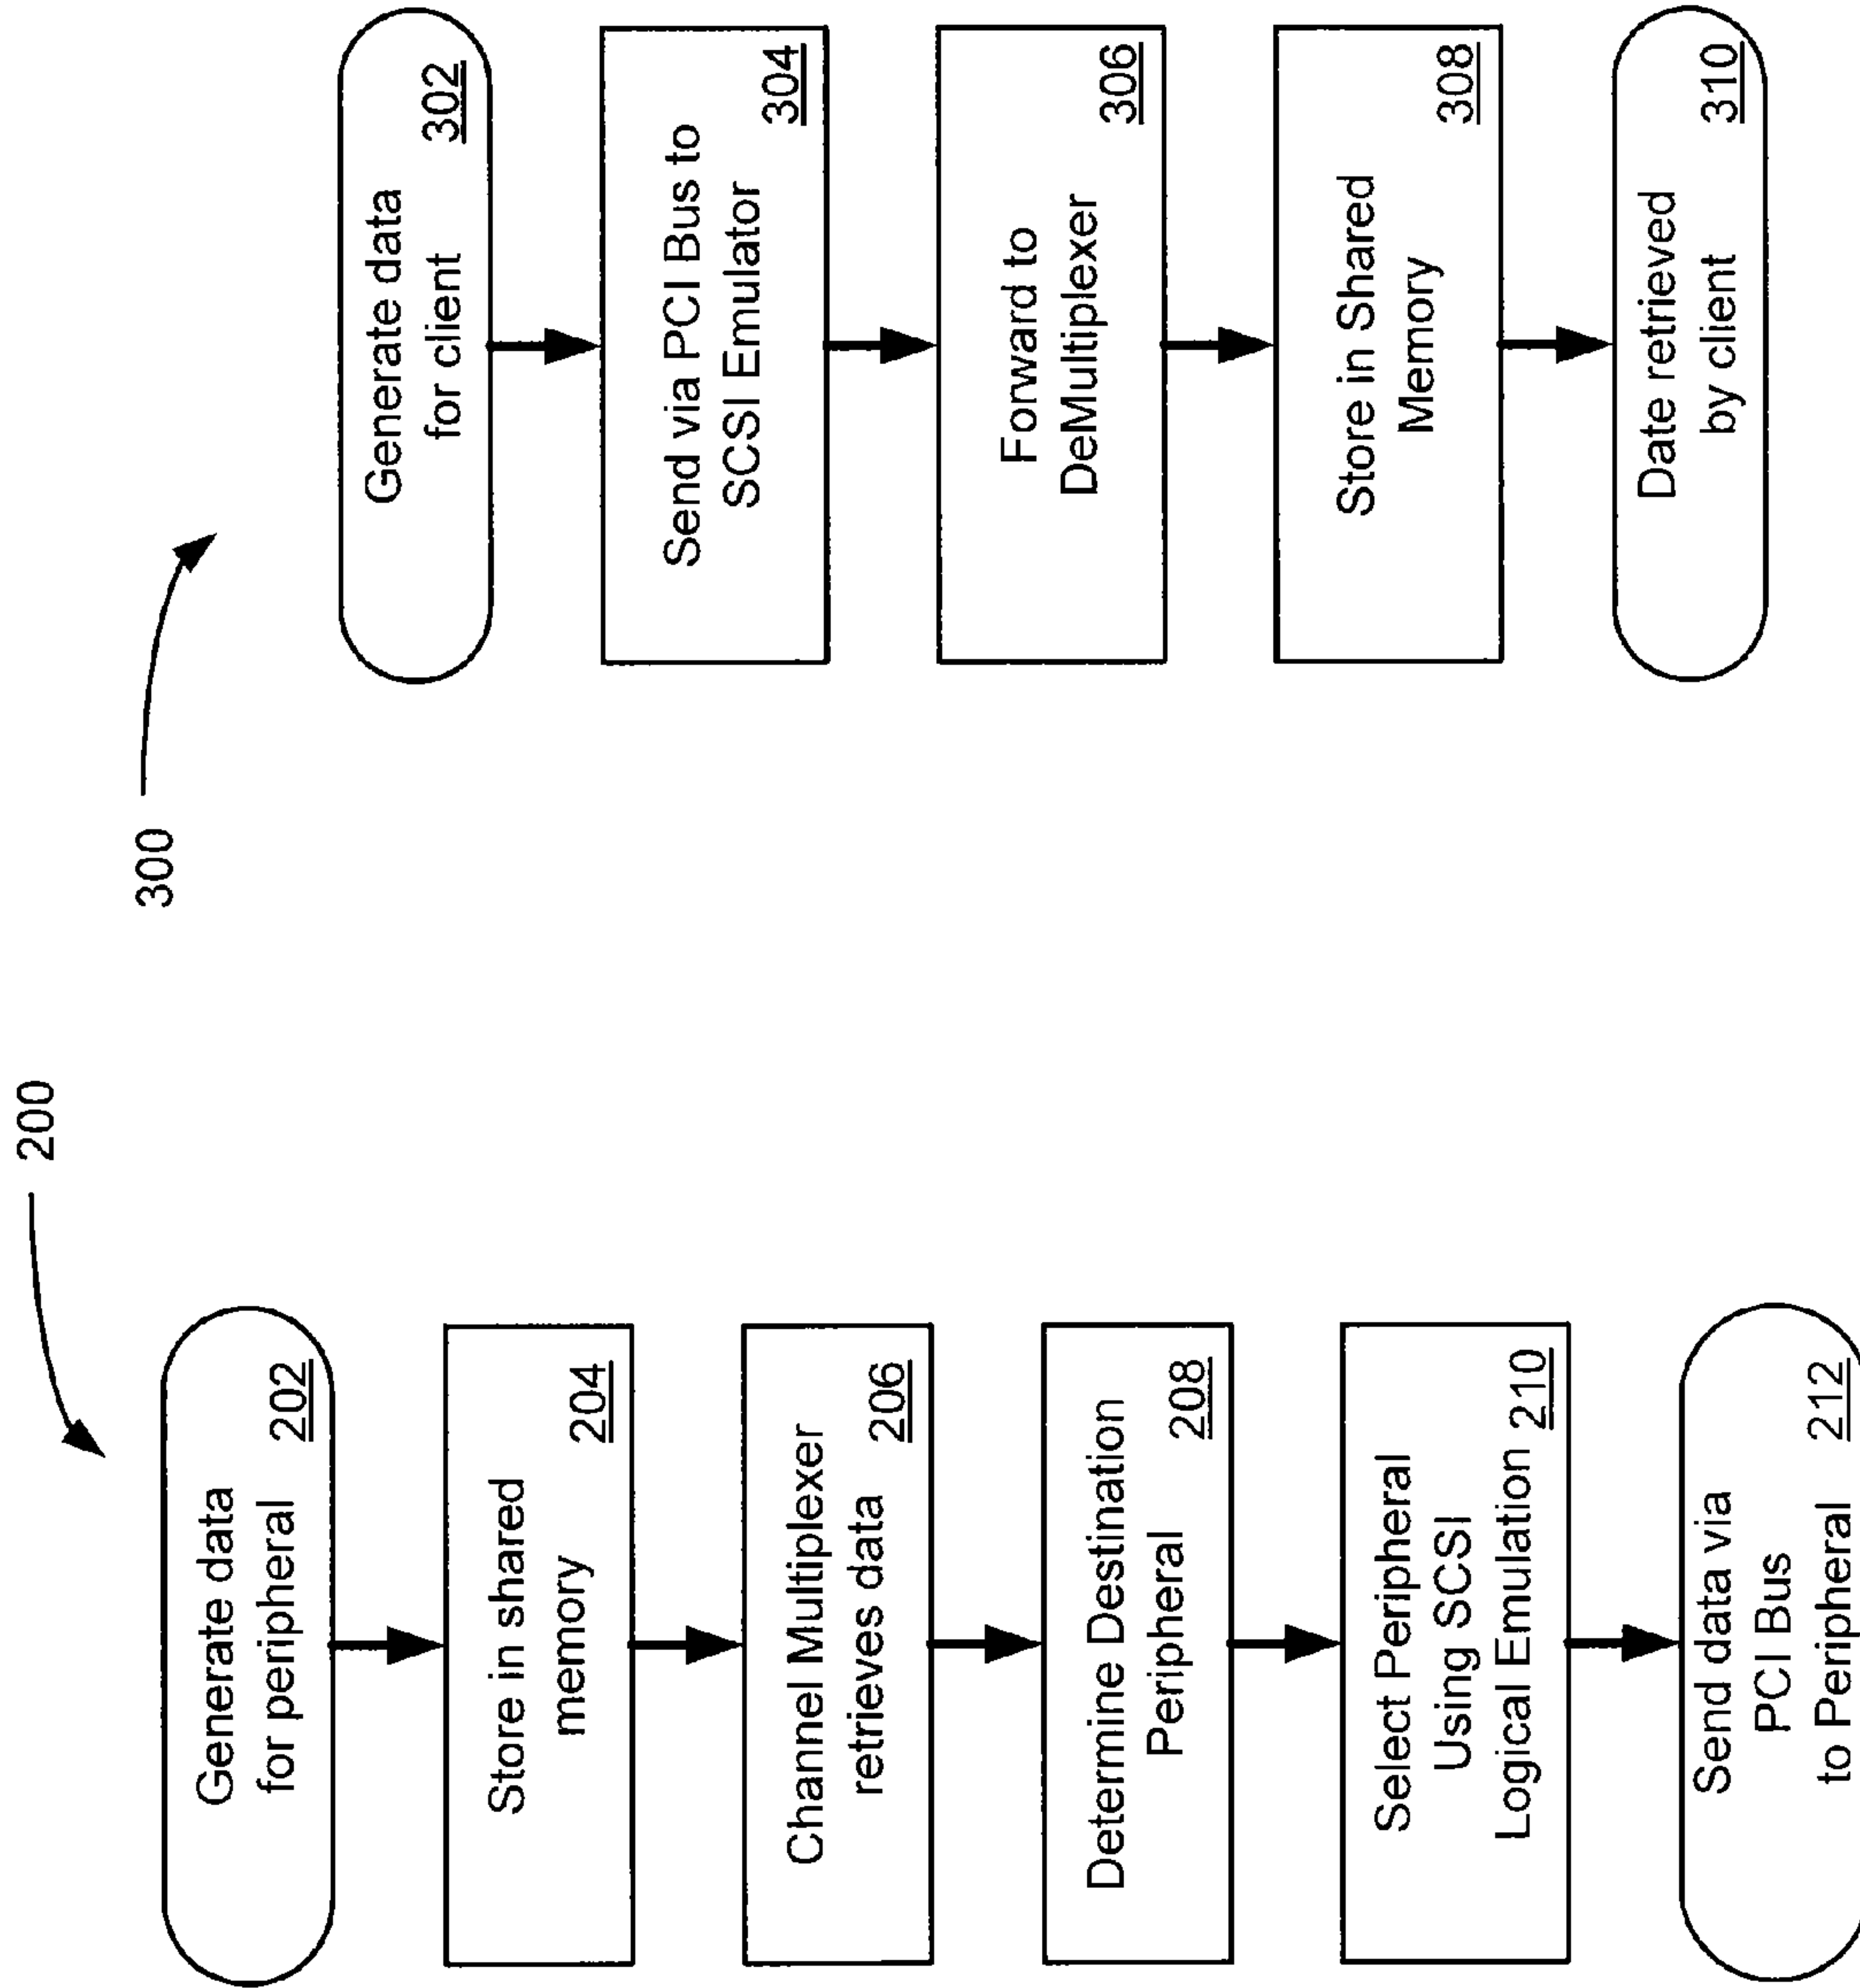 200
Generate data
for peripheral 202
Store in shared
memory
204
Channel Multiplexer
retrieves data 206
Determine Destination
Peripheral 208
Select Peripheral
Using SCSI
Logical Emulation 210
Send data via
PCI Bus
to Peripheral 212
300
Generate data
for client 302
Send via PCI Bus to
SCSI Emulator
304
Forward to
DeMultiplexer
306
Store in Shared
Memory
308
Date retrieved
by client 310